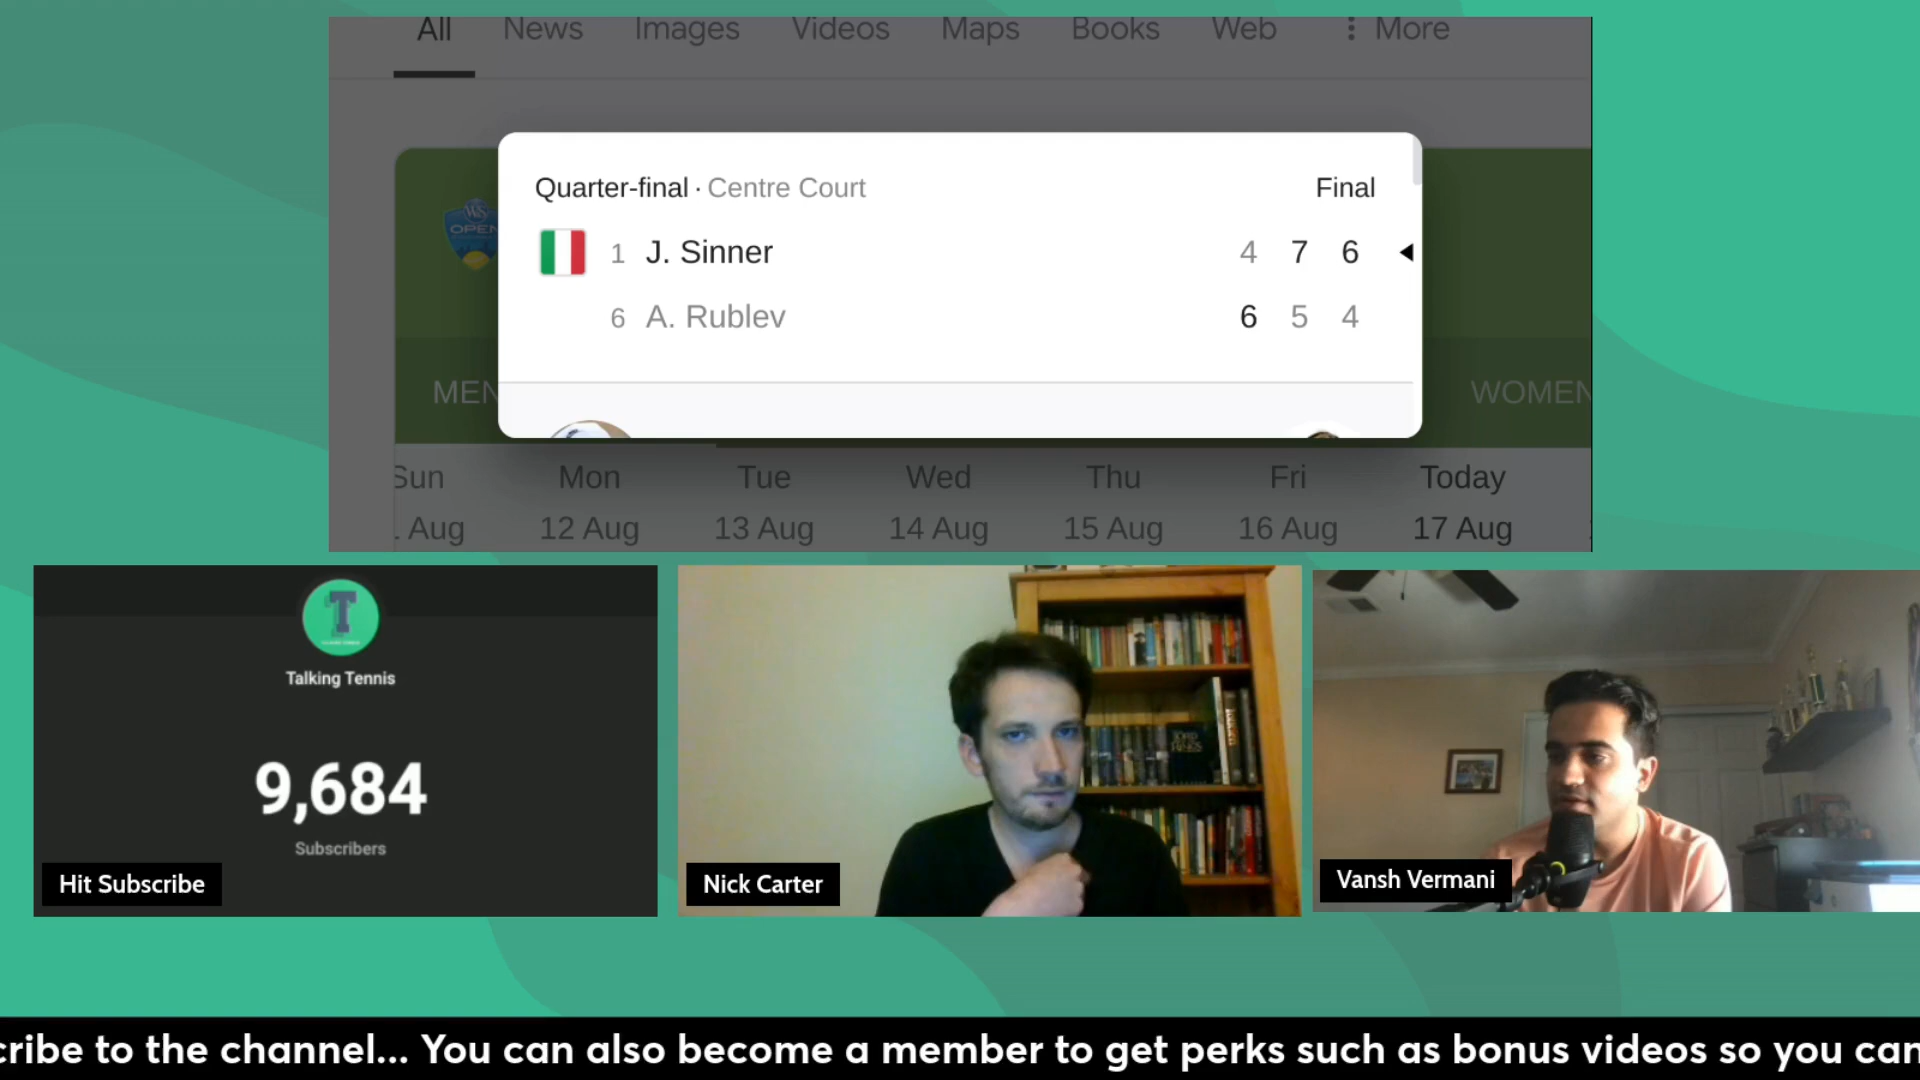 All News Images Videos Maps Books Web More
Quarter-final · Centre Court Final
1 J. Sinner 4 7 6
6 A. Rublev 6 5 4
W&S
OPEN
MEN
WOMEN
Sun Mon Tue Wed Thu Fri Today
Aug 12 Aug 13 Aug 14 Aug 15 Aug 16 Aug 17 Aug
T
Talking Tennis
9,684
Subscribers
Hit Subscribe
Nick Carter
Vansh Vermani
cribe to the channel... You can also become a member to get perks such as bonus videos so you can